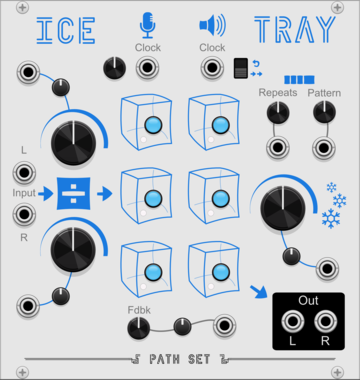 ICE TRAY
Clock Clock
Repeats Pattern
L
Input
R
Fdbk
Out
L R
PATH SET